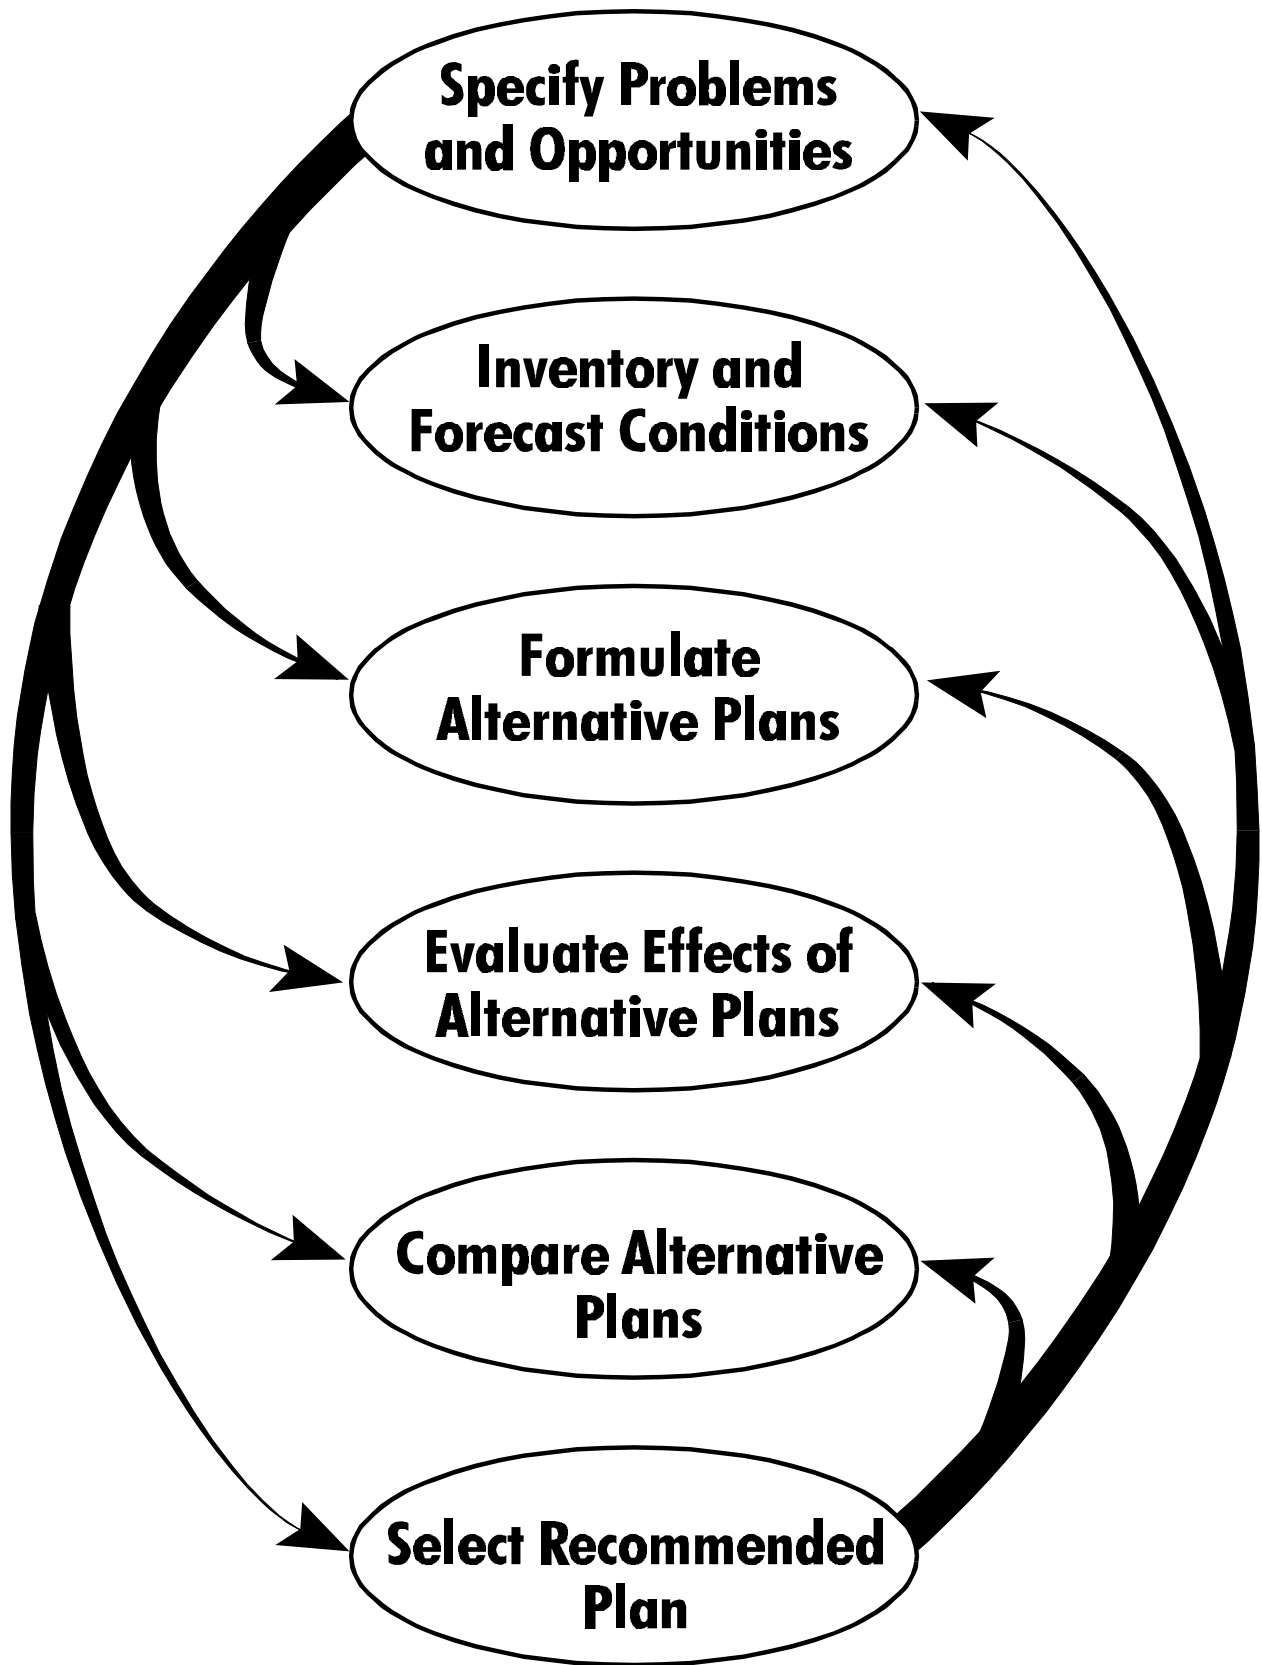 Specify Problems
and Opportunities
Inventory and
Forecast Conditions
Formulate
Alternative Plans
Evaluate Effects of
Alternative Plans
Compare Alternative
Plans
Select Recommended
Plan